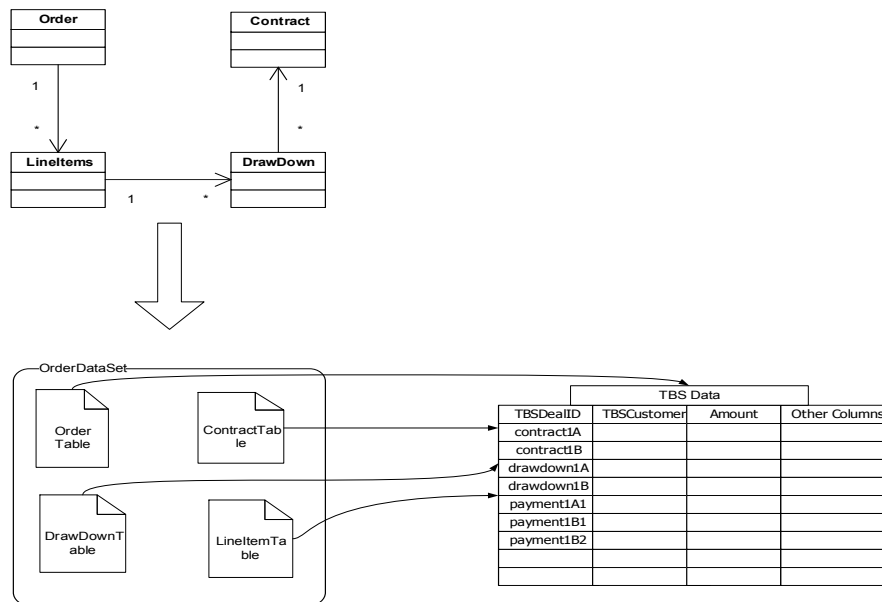 Order
Contract
1
1
*
*
LineItems
DrawDown
1
*
OrderDataSet
TBS Data
TBSDealID TBSCustomer Amount Other Columns
Order
Table
ContractTab
le
contract1A
contract1B
drawdown1A
drawdown1B
payment1A1
payment1B1
payment1B2
DrawDownT
able
LineItemTa
ble